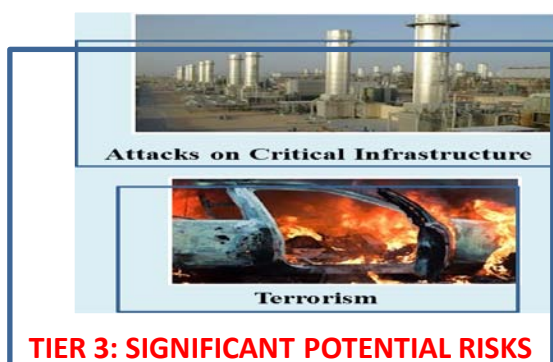 Attacks on Critical Infrastructure
Terrorism
TIER 3: SIGNIFICANT POTENTIAL RISKS